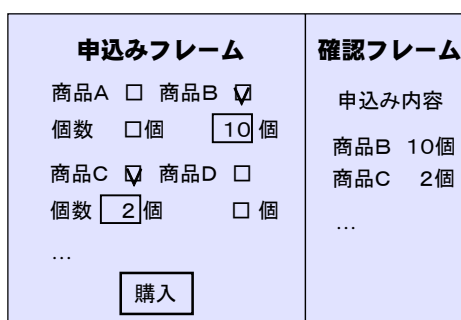 申込みフレーム
商品A □ 商品B ☑
個数 □個 10 個
商品C ☑ 商品D □
個数 2 個 □ 個
…
購入
確認フレーム
申込み内容
商品B 10個
商品C 2個
…